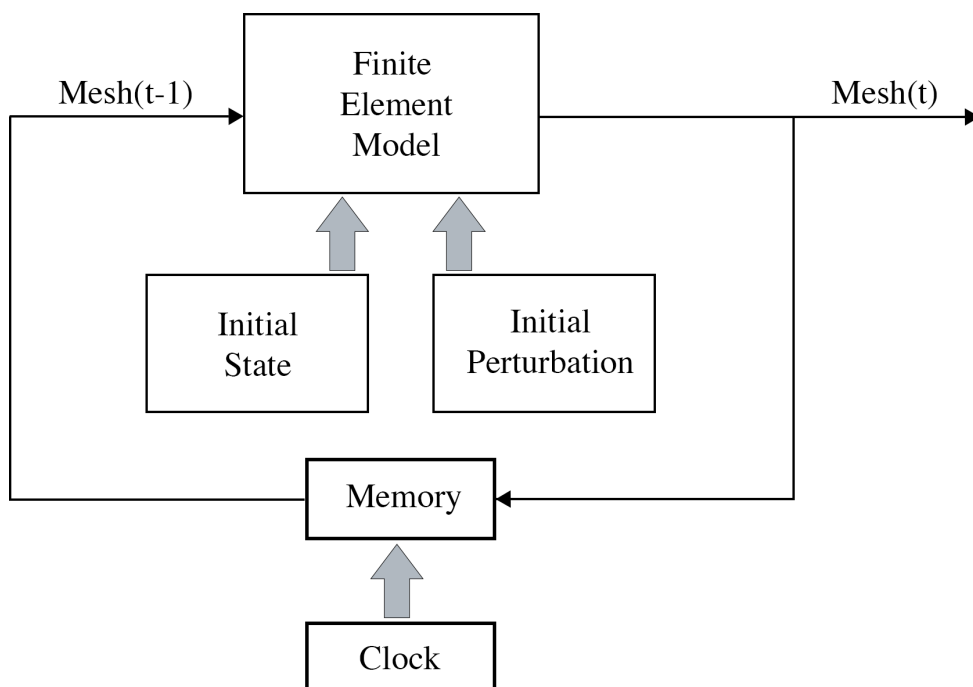 Mesh(t-1)
Finite
Element
Model
Mesh(t)
Initial
State
Initial
Perturbation
Memory
Clock